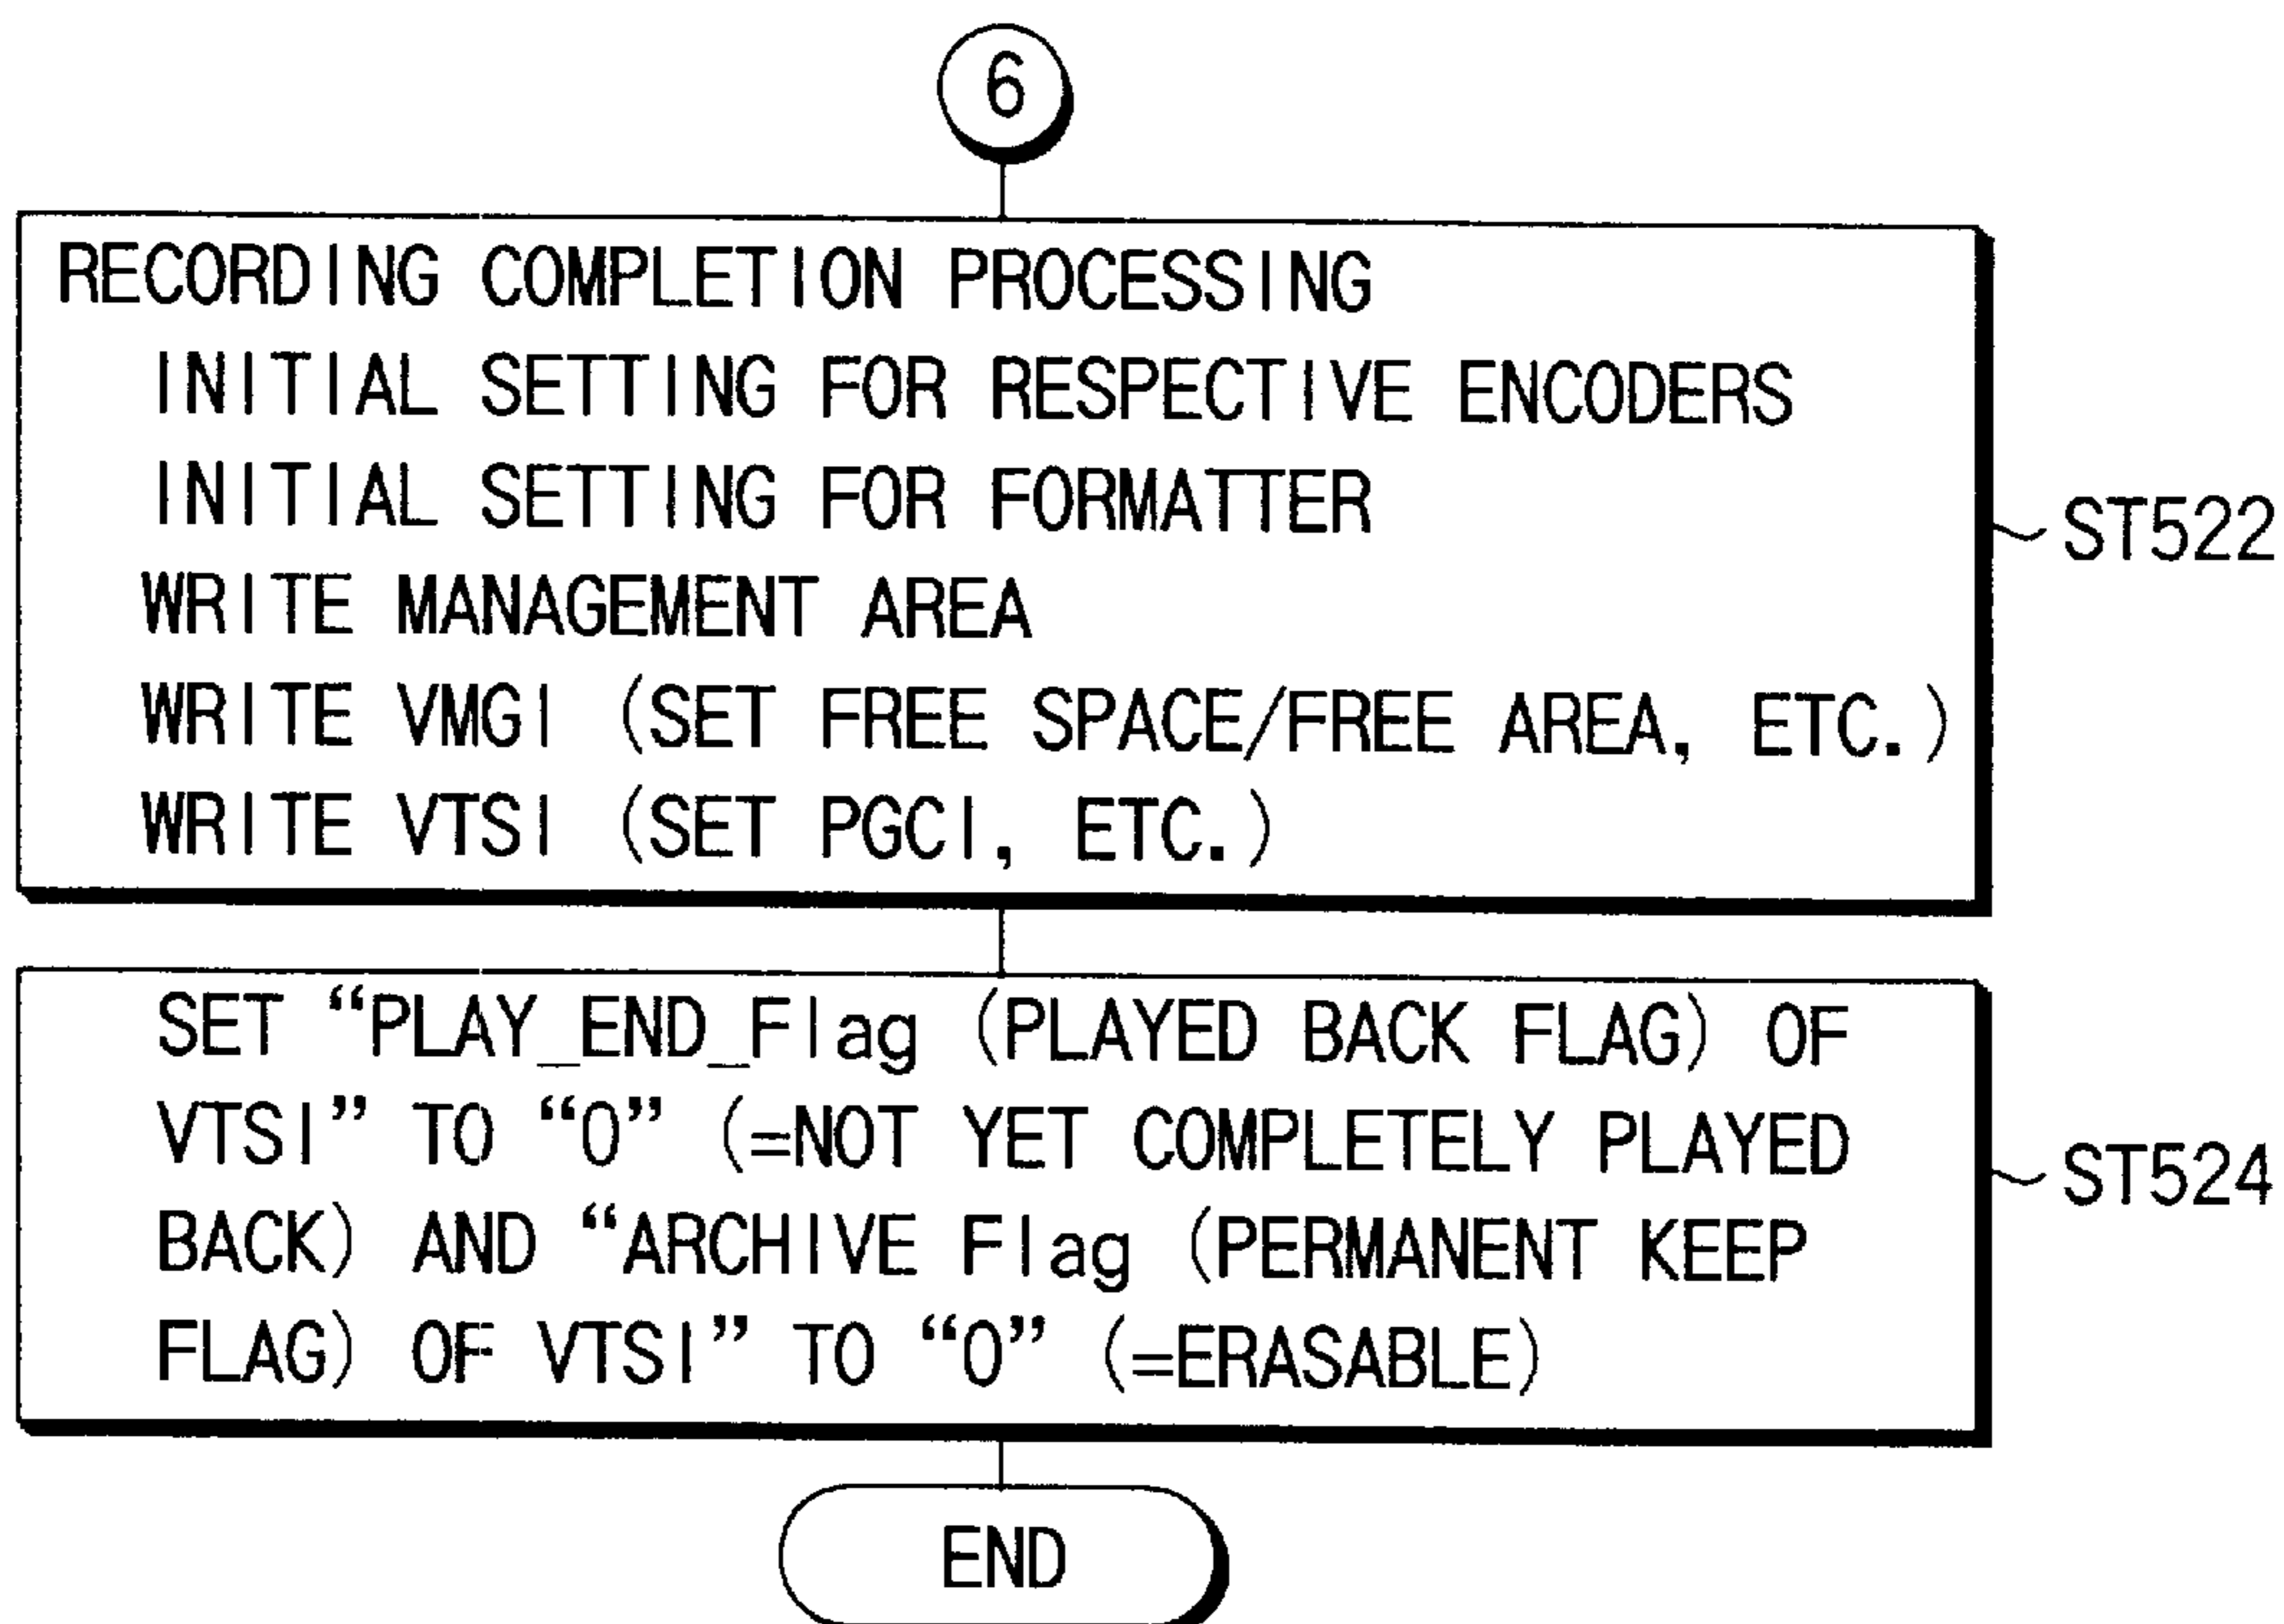 6
RECORDING COMPLETION PROCESSING
INITIAL SETTING FOR RESPECTIVE ENCODERS
INITIAL SETTING FOR FORMATTER
WRITE MANAGEMENT AREA
WRITE VMGI (SET FREE SPACE/FREE AREA, ETC.)
WRITE VTSI (SET PGCI, ETC.)
ST522
SET “PLAY_END_Flag (PLAYED BACK FLAG) OF
VTSI” TO “0” (=NOT YET COMPLETELY PLAYED
BACK) AND “ARCHIVE Flag (PERMANENT KEEP
FLAG) OF VTSI” TO “0” (=ERASABLE)
ST524
END